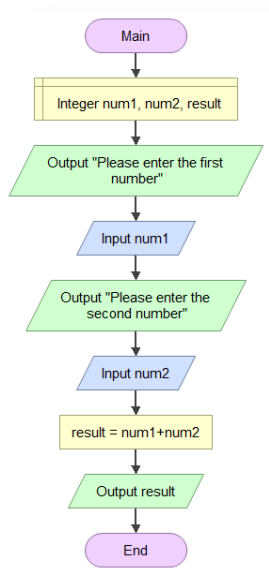 Main
Integer num1, num2, result
Output "Please enter the first
number"
Input num1
Output "Please enter the
second number"
Input num2
result = num1+num2
Output result
End